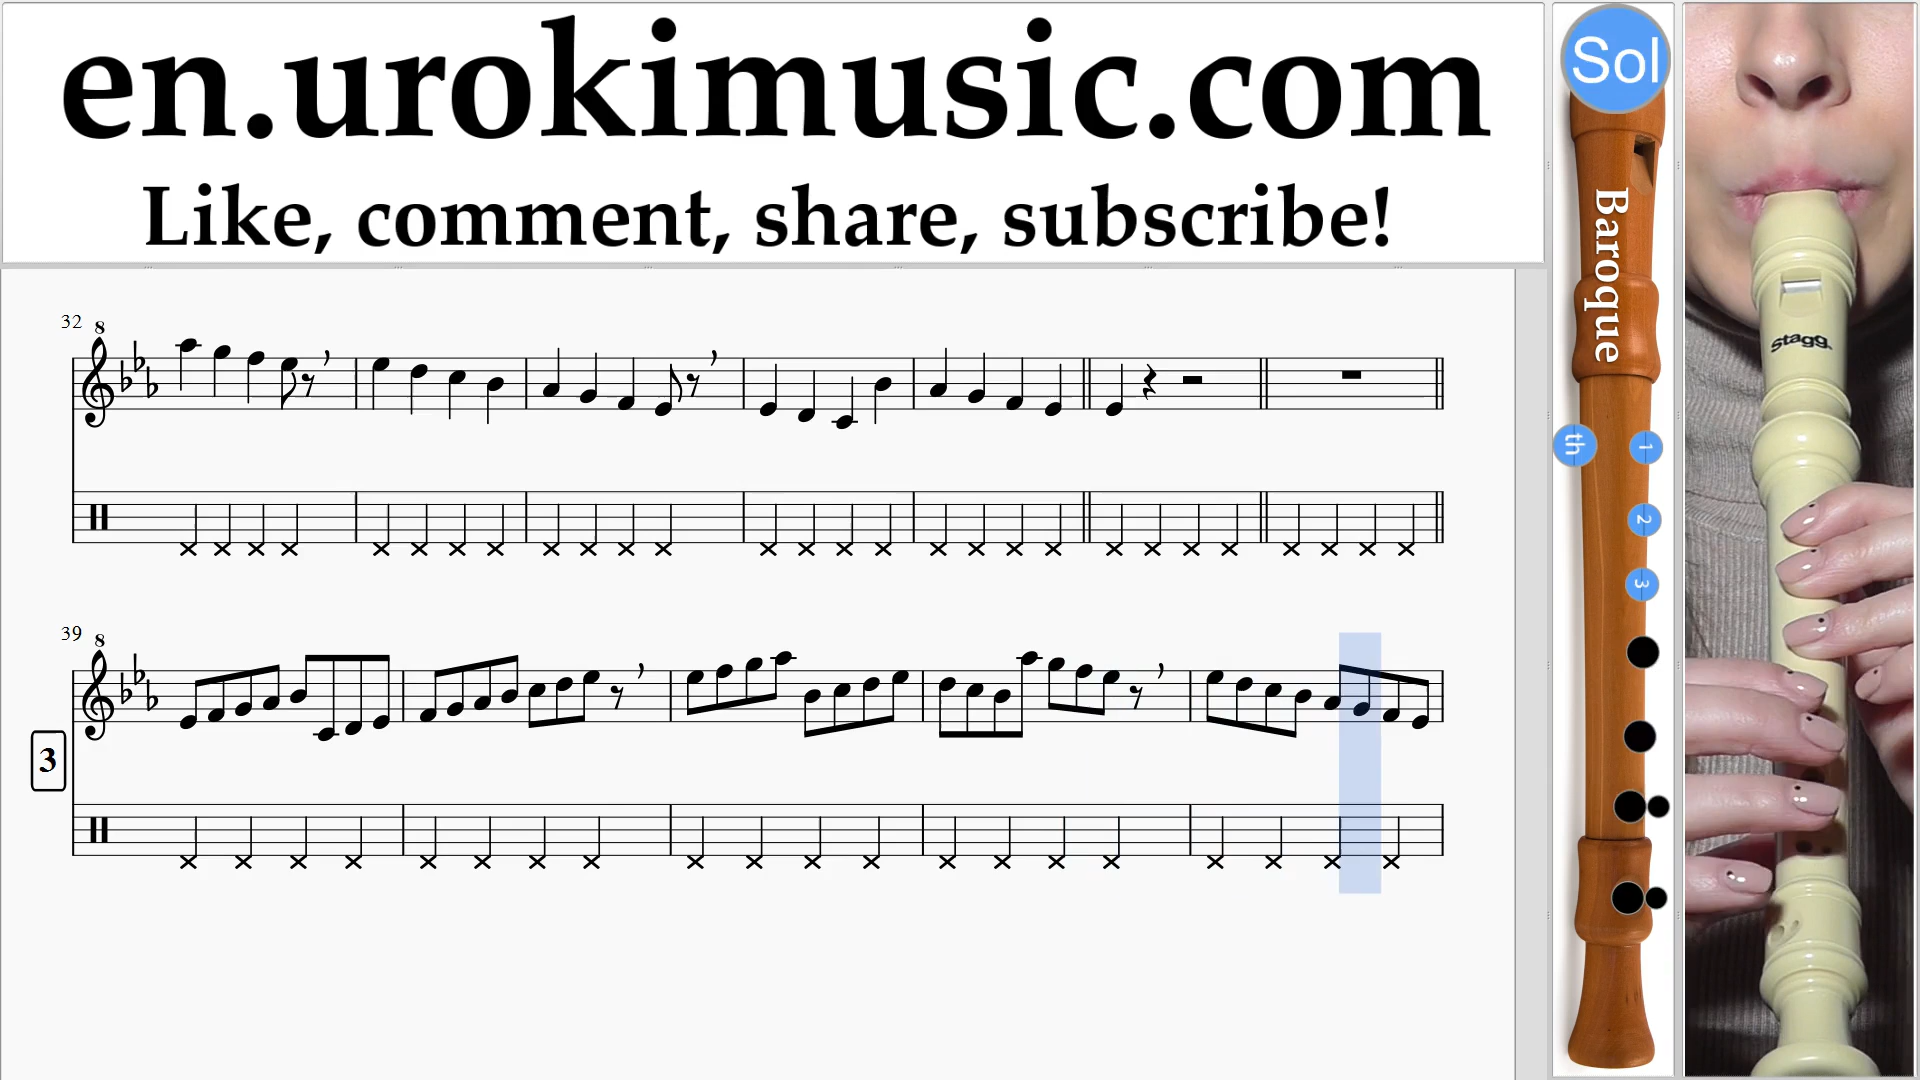 en.urokimusic.com
Like, comment, share, subscribe!
Sol
Baroque
th
1
2
3
Stagg
32
8
39
8
3